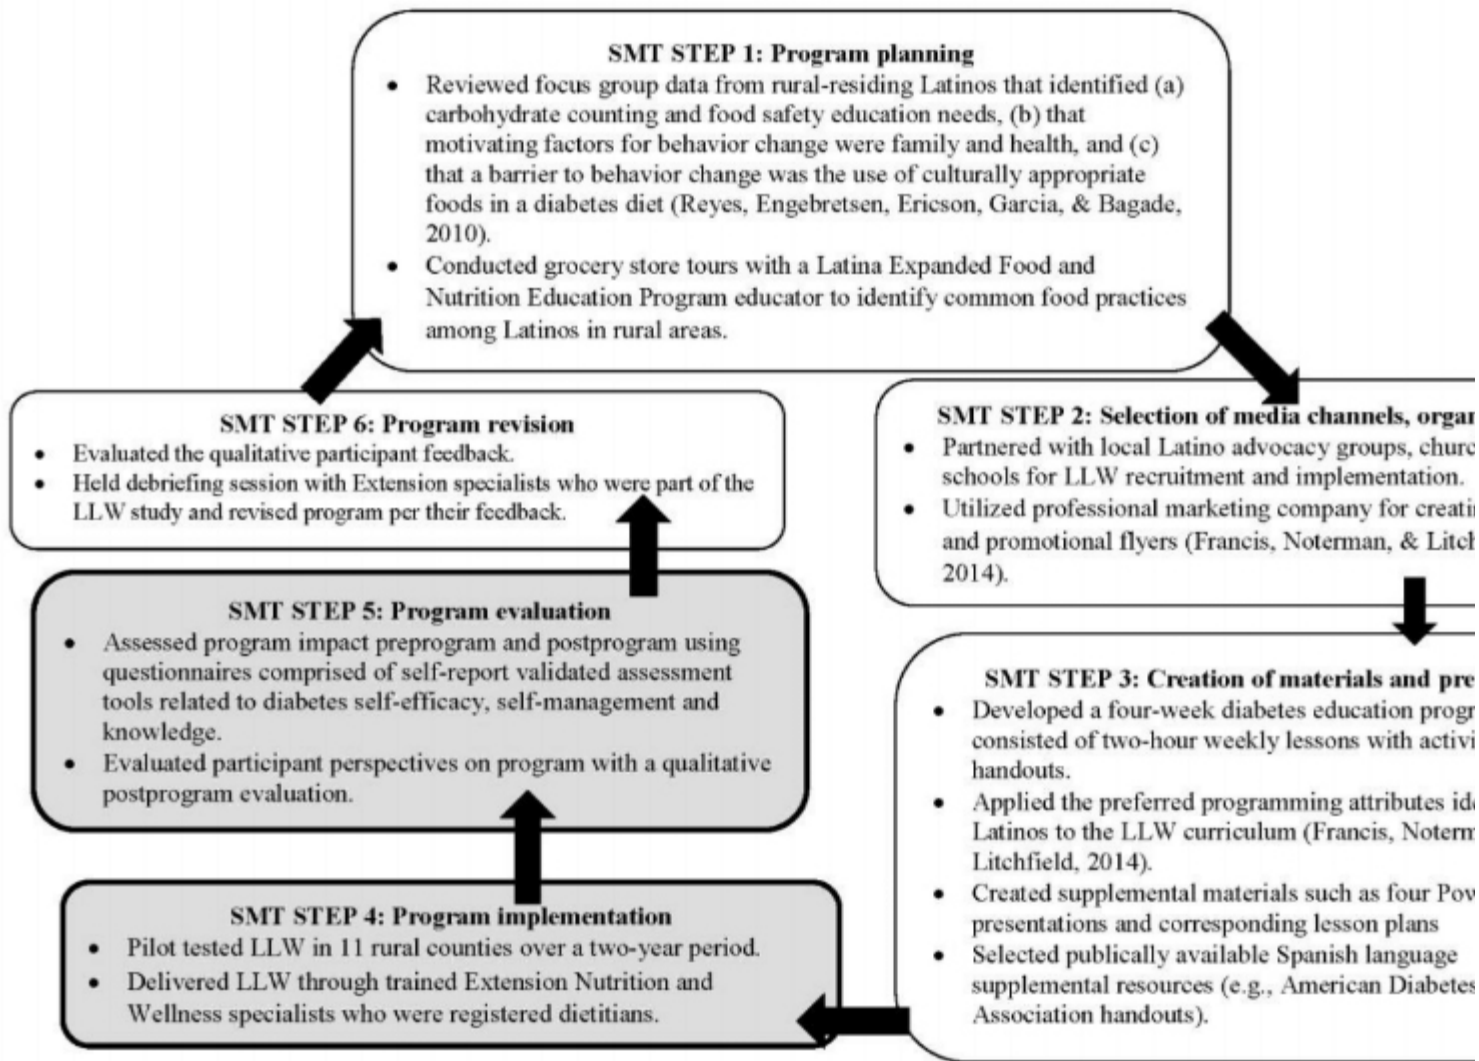 SMT STEP 1: Program planning
• Reviewed focus group data from rural-residing Latinos that identified (a)
carbohydrate counting and food safety education needs, (b) that
motivating factors for behavior change were family and health, and (c)
that a barrier to behavior change was the use of culturally appropriate
foods in a diabetes diet (Reyes, Engebretsen, Ericson, Garcia, & Bagade,
2010).
• Conducted grocery store tours with a Latina Expanded Food and
Nutrition Education Program educator to identify common food practices
among Latinos in rural areas.
SMT STEP 2: Selection of media channels, organ
• Partnered with local Latino advocacy groups, churc
schools for LLW recruitment and implementation.
• Utilized professional marketing company for creati
and promotional flyers (Francis, Noterman, & Litch
2014).
SMT STEP 3: Creation of materials and pre
• Developed a four-week diabetes education progr
consisted of two-hour weekly lessons with activi
handouts.
• Applied the preferred programming attributes ide
Latinos to the LLW curriculum (Francis, Noterm
Litchfield, 2014).
• Created supplemental materials such as four Pow
presentations and corresponding lesson plans
• Selected publically available Spanish language
supplemental resources (e.g., American Diabetes
Association handouts).
SMT STEP 4: Program implementation
• Pilot tested LLW in 11 rural counties over a two-year period.
• Delivered LLW through trained Extension Nutrition and
Wellness specialists who were registered dietitians.
SMT STEP 5: Program evaluation
• Assessed program impact preprogram and postprogram using
questionnaires comprised of self-report validated assessment
tools related to diabetes self-efficacy, self-management and
knowledge.
• Evaluated participant perspectives on program with a qualitative
postprogram evaluation.
SMT STEP 6: Program revision
• Evaluated the qualitative participant feedback.
• Held debriefing session with Extension specialists who were part of the
LLW study and revised program per their feedback.